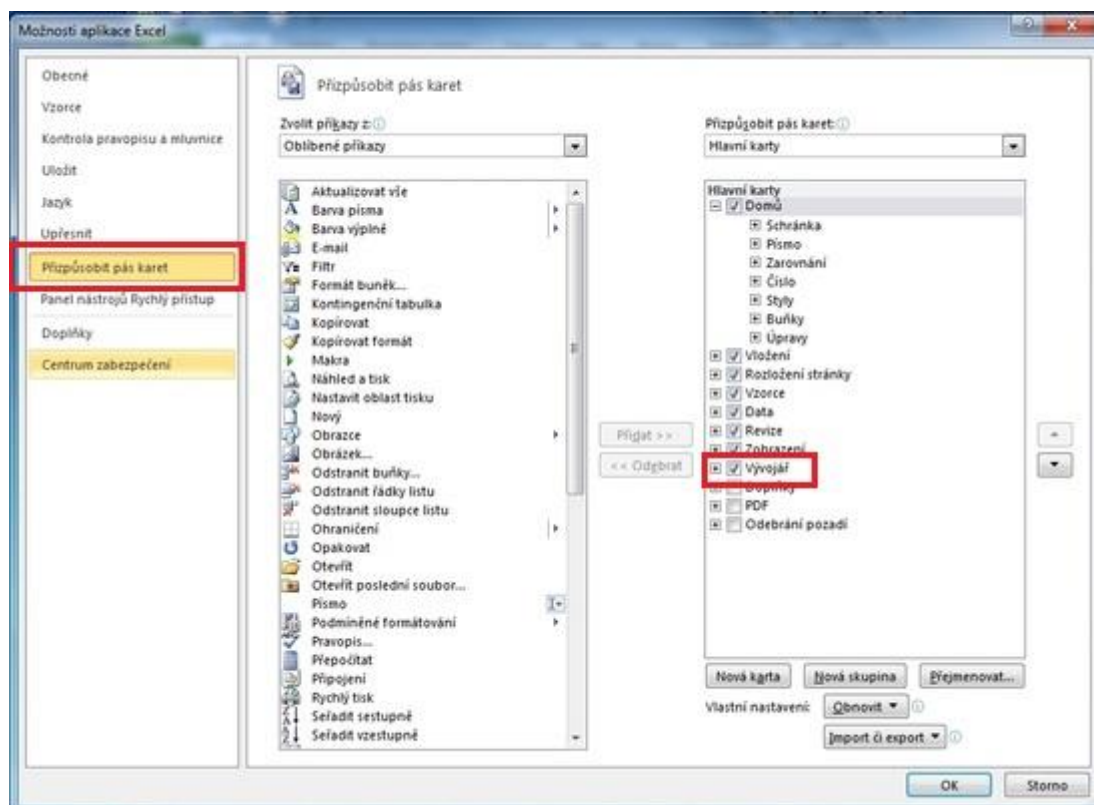 Možnosti aplikace Excel
Obecné
Vzorce
Kontrola pravopisu a mluvnice
Uložit
Jazyk
Upřesnit
Přizpůsobit pás karet
Panel nástrojů Rychlý přístup
Doplňky
Centrum zabezpečení
Přizpůsobit pás karet
Zvolit příkazy z:
Oblíbené příkazy
Aktualizovat vše
Barva písma
Barva výplně
E-mail
Filtr
Formát buněk...
Kontingenční tabulka
Kopírovat
Kopírovat formát
Makra
Náhled a tisk
Nastavit oblast tisku
Nový
Obrazce
Obrázek...
Odstranit buňky...
Odstranit řádky listu
Odstranit sloupce listu
Ohraničení
Opakovat
Otevřít
Otevřít poslední soubor...
Písmo
Podmíněné formátování
Pravopis...
Přepočítat
Připojení
Rychlý tisk
Seřadit sestupně
Seřadit vzestupně
Přidat >>
<< Odebrat
Přizpůsobit pás karet:
Hlavní karty
Hlavní karty
Domů
Schránka
Písmo
Zarovnání
Číslo
Styly
Buňky
Úpravy
Vložení
Rozložení stránky
Vzorce
Data
Revize
Zobrazení
Vývojář
Doplňky
PDF
Odebrání pozadí
Nová karta
Nová skupina
Přejmenovat...
Vlastní nastavení:
Obnovit
Import či export
OK
Storno